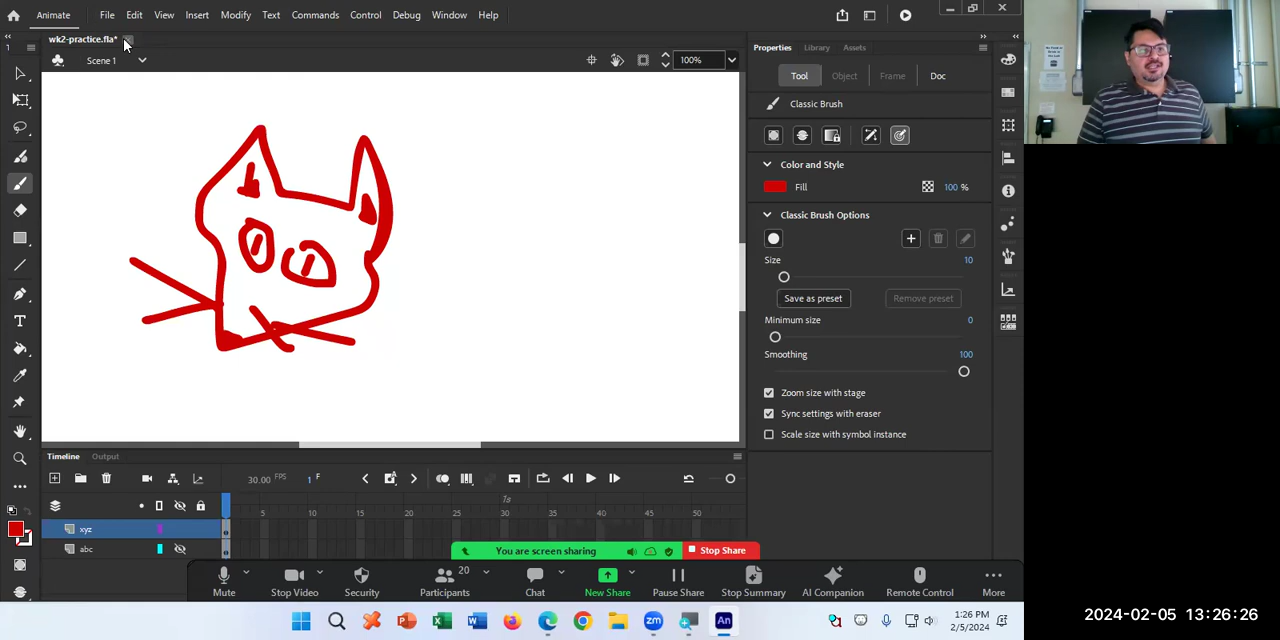 Animate File Edit View Insert Modify Text Commands Control Debug Window Help
wk2-practice.fla*
Scene 1
100%
Properties Library Assets
Tool Object Frame Doc
Classic Brush
Color and Style
Fill 100 %
Classic Brush Options
Size 10
Save as preset Remove preset
Minimum size 0
Smoothing 100
Zoom size with stage
Sync settings with eraser
Scale size with symbol instance
Timeline Output
30.00 FPS 1 F
1s
5 10 15 20 25 30 35 40 45 50
xyz
abc
You are screen sharing Stop Share
20
Mute Stop Video Security Participants Chat New Share Pause Share Stop Summary AI Companion Remote Control More
1:26 PM
2/5/2024
2024-02-05 13:26:26